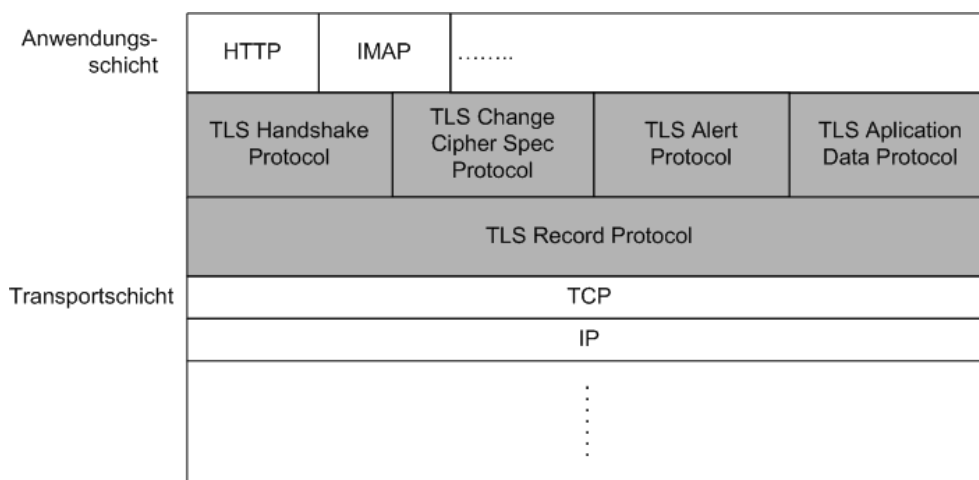 Anwendungs-
schicht
HTTP
IMAP
……..
TLS Handshake
Protocol
TLS Change
Cipher Spec
Protocol
TLS Alert
Protocol
TLS Aplication
Data Protocol
TLS Record Protocol
Transportschicht
TCP
IP